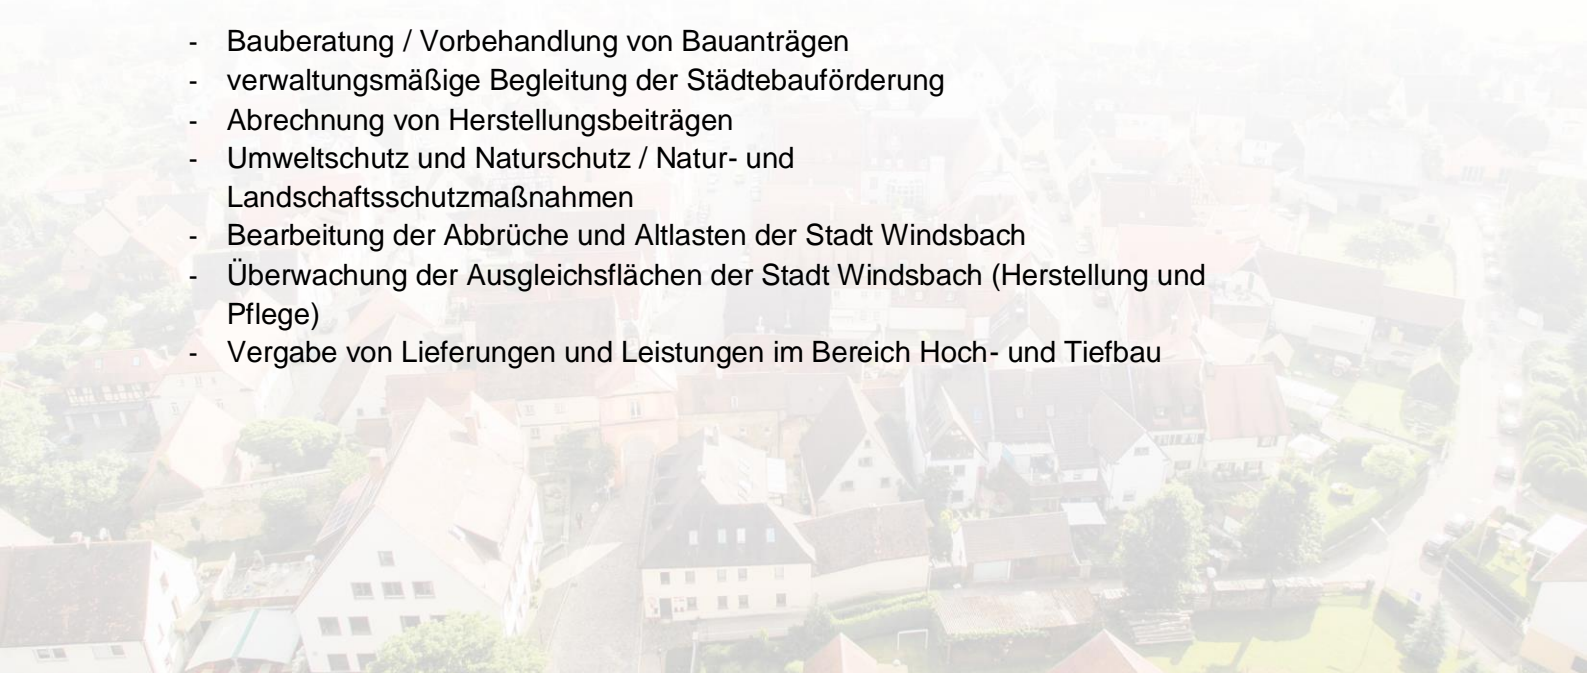 - Bauberatung / Vorbehandlung von Bauanträgen
- verwaltungsmäßige Begleitung der Städtebauförderung
- Abrechnung von Herstellungsbeiträgen
- Umweltschutz und Naturschutz / Natur- und
Landschaftsschutzmaßnahmen
- Bearbeitung der Abbrüche und Altlasten der Stadt Windsbach
- Überwachung der Ausgleichsflächen der Stadt Windsbach (Herstellung und
Pflege)
- Vergabe von Lieferungen und Leistungen im Bereich Hoch- und Tiefbau